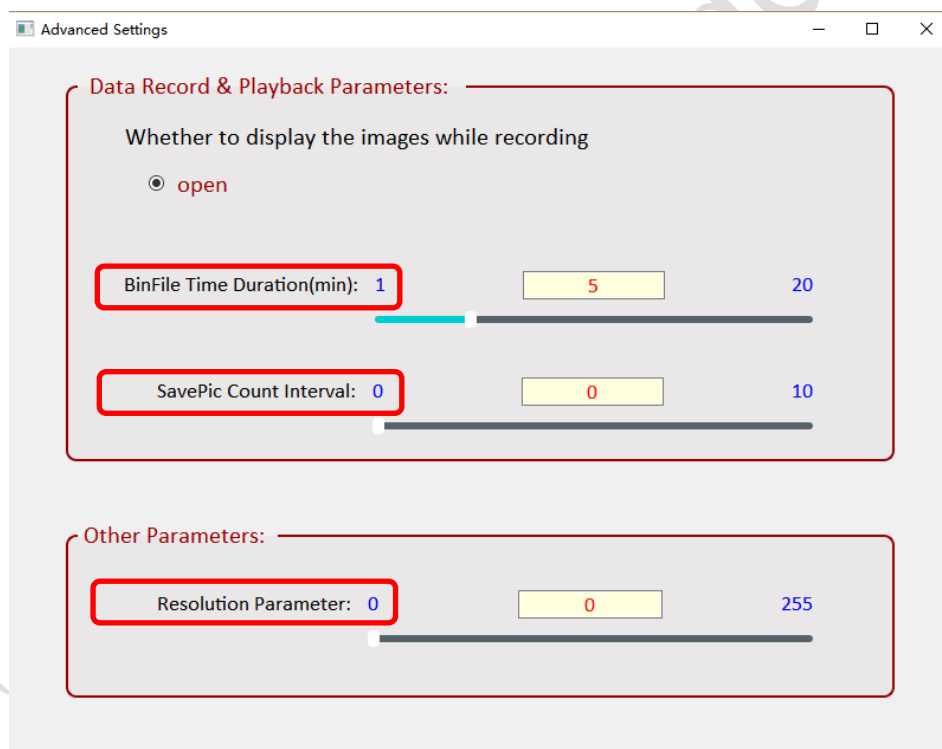 Advanced Settings
Data Record & Playback Parameters:
Whether to display the images while recording
open
BinFile Time Duration(min): 1 5 20
SavePic Count Interval: 0 0 10
Other Parameters:
Resolution Parameter: 0 0 255